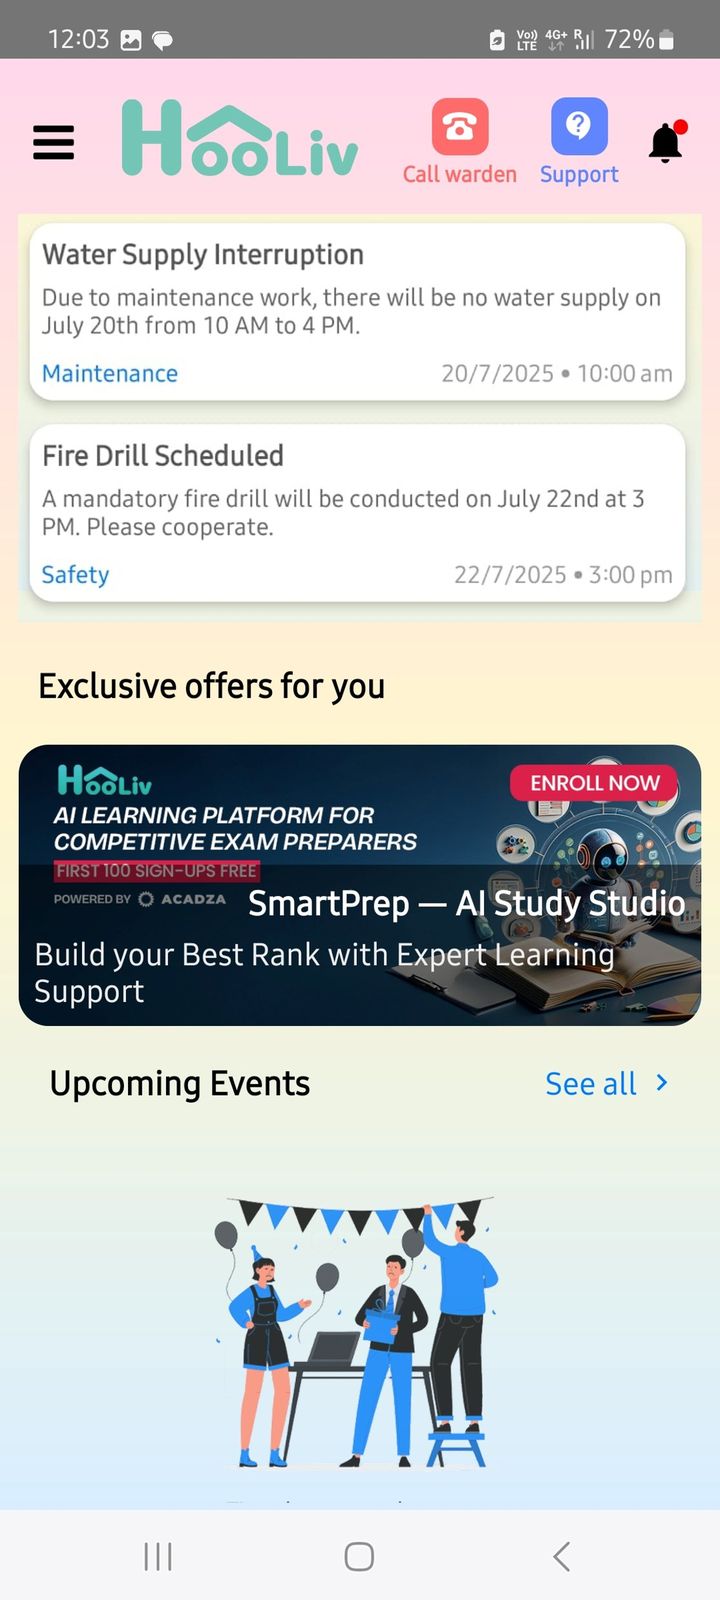 12:03
Vo)) LTE 4G+ R 72%
HooLiv
Call warden
Support
Water Supply Interruption
Due to maintenance work, there will be no water supply on
July 20th from 10 AM to 4 PM.
Maintenance
20/7/2025 • 10:00 am
Fire Drill Scheduled
A mandatory fire drill will be conducted on July 22nd at 3
PM. Please cooperate.
Safety
22/7/2025 • 3:00 pm
Exclusive offers for you
HooLiv
ENROLL NOW
AI LEARNING PLATFORM FOR
COMPETITIVE EXAM PREPARERS
FIRST 100 SIGN-UPS FREE
POWERED BY ACADZA
SmartPrep — AI Study Studio
Build your Best Rank with Expert Learning
Support
Upcoming Events
See all